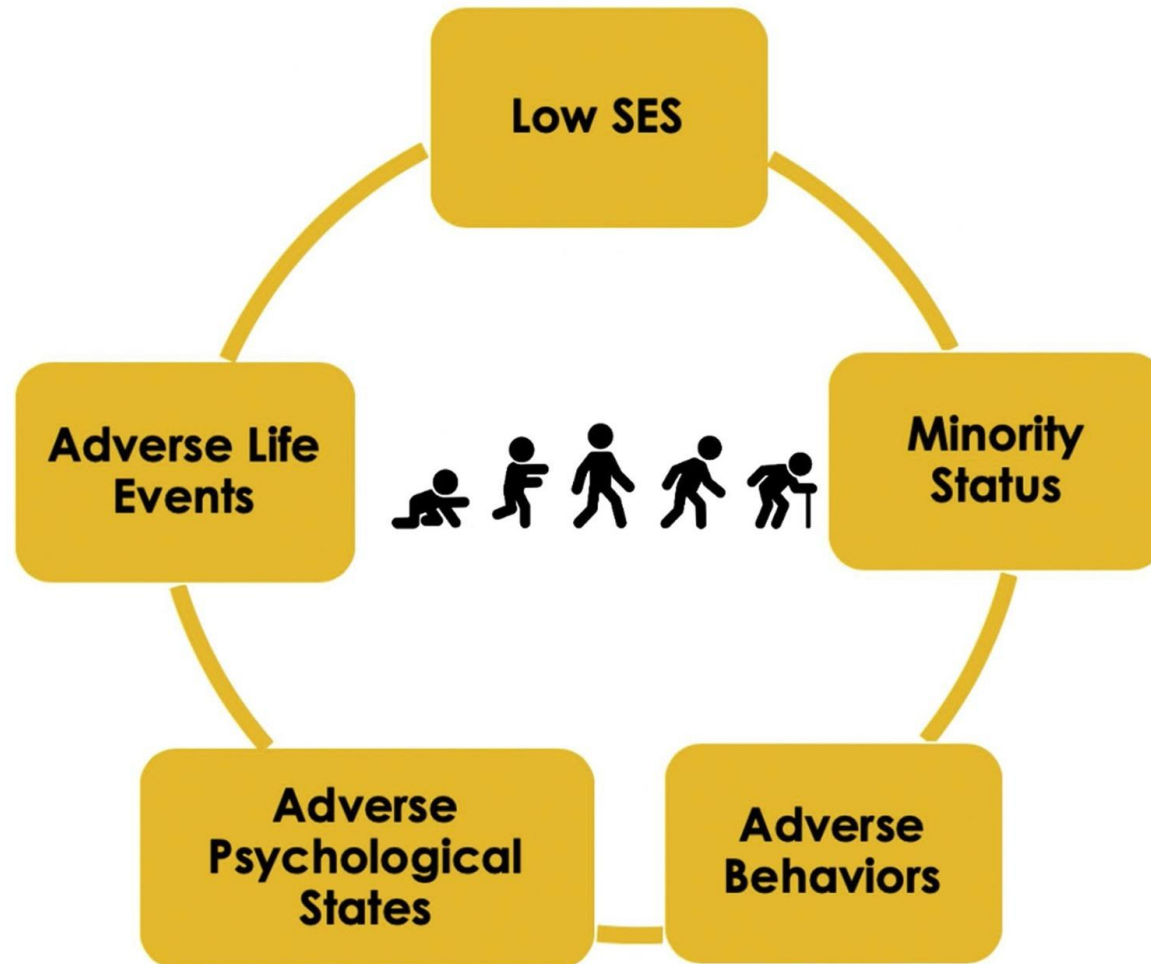 Low SES
Minority
Status
Adverse
Behaviors
Adverse
Psychological
States
Adverse Life
Events